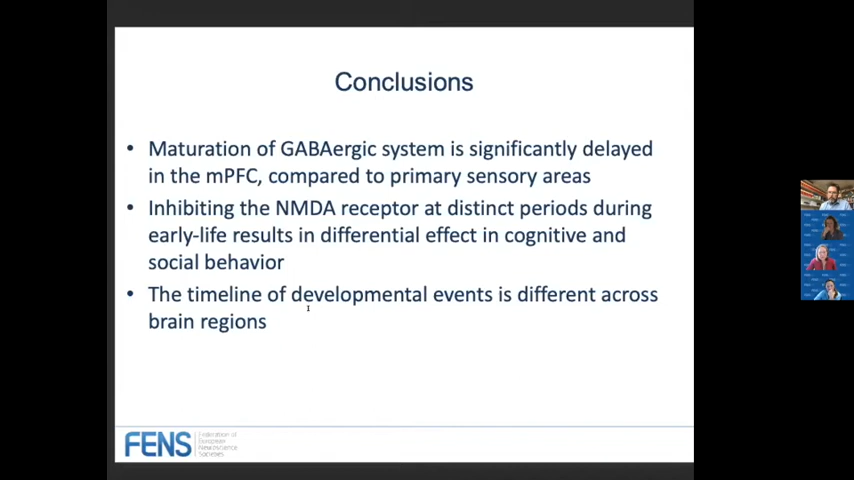 Conclusions
• Maturation of GABAergic system is significantly delayed
in the mPFC, compared to primary sensory areas
• Inhibiting the NMDA receptor at distinct periods during
early-life results in differential effect in cognitive and
social behavior
• The timeline of developmental events is different across
brain regions
FENS
Federation of
European
Neuroscience
Societies